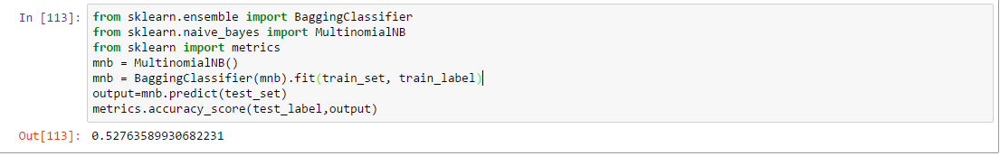 In [113]: from sklearn.ensemble import BaggingClassifier
from sklearn.naive_bayes import MultinomialNB
from sklearn import metrics
mnb = MultinomialNB()
mnb = BaggingClassifier(mnb).fit(train_set, train_label)
output=mnb.predict(test_set)
metrics.accuracy_score(test_label,output)
Out[113]: 0.52763589930682231